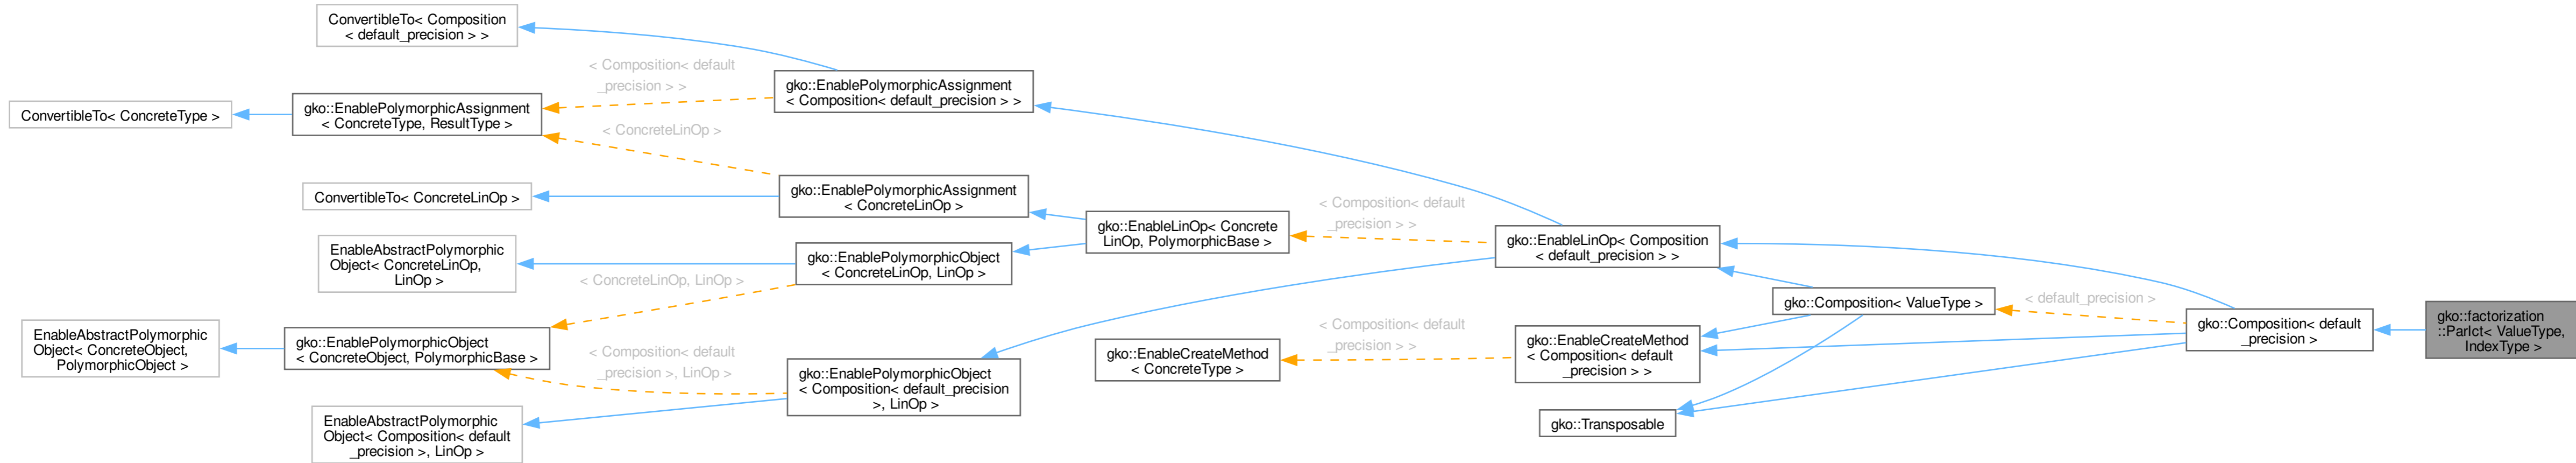 ConvertibleTo< Composition
< default_precision > >
ConvertibleTo< ConcreteType >
gko::EnablePolymorphicAssignment
< ConcreteType, ResultType >
< Composition< default
_precision > >
< ConcreteLinOp >
gko::EnablePolymorphicAssignment
< Composition< default_precision > >
ConvertibleTo< ConcreteLinOp >
gko::EnablePolymorphicAssignment
< ConcreteLinOp >
EnableAbstractPolymorphic
Object< ConcreteLinOp,
LinOp >
gko::EnablePolymorphicObject
< ConcreteLinOp, LinOp >
gko::EnableLinOp< Concrete
LinOp, PolymorphicBase >
< Composition< default
_precision > >
gko::EnableLinOp< Composition
< default_precision > >
< ConcreteLinOp, LinOp >
EnableAbstractPolymorphic
Object< ConcreteObject,
PolymorphicObject >
gko::EnablePolymorphicObject
< ConcreteObject, PolymorphicBase >
< Composition< default
_precision >, LinOp >
gko::EnablePolymorphicObject
< Composition< default_precision
>, LinOp >
EnableAbstractPolymorphic
Object< Composition< default
_precision >, LinOp >
gko::EnableCreateMethod
< ConcreteType >
< Composition< default
_precision > >
gko::EnableCreateMethod
< Composition< default
_precision > >
gko::Transposable
gko::Composition< ValueType >
< default_precision >
gko::Composition< default
_precision >
gko::factorization
::ParIct< ValueType,
IndexType >